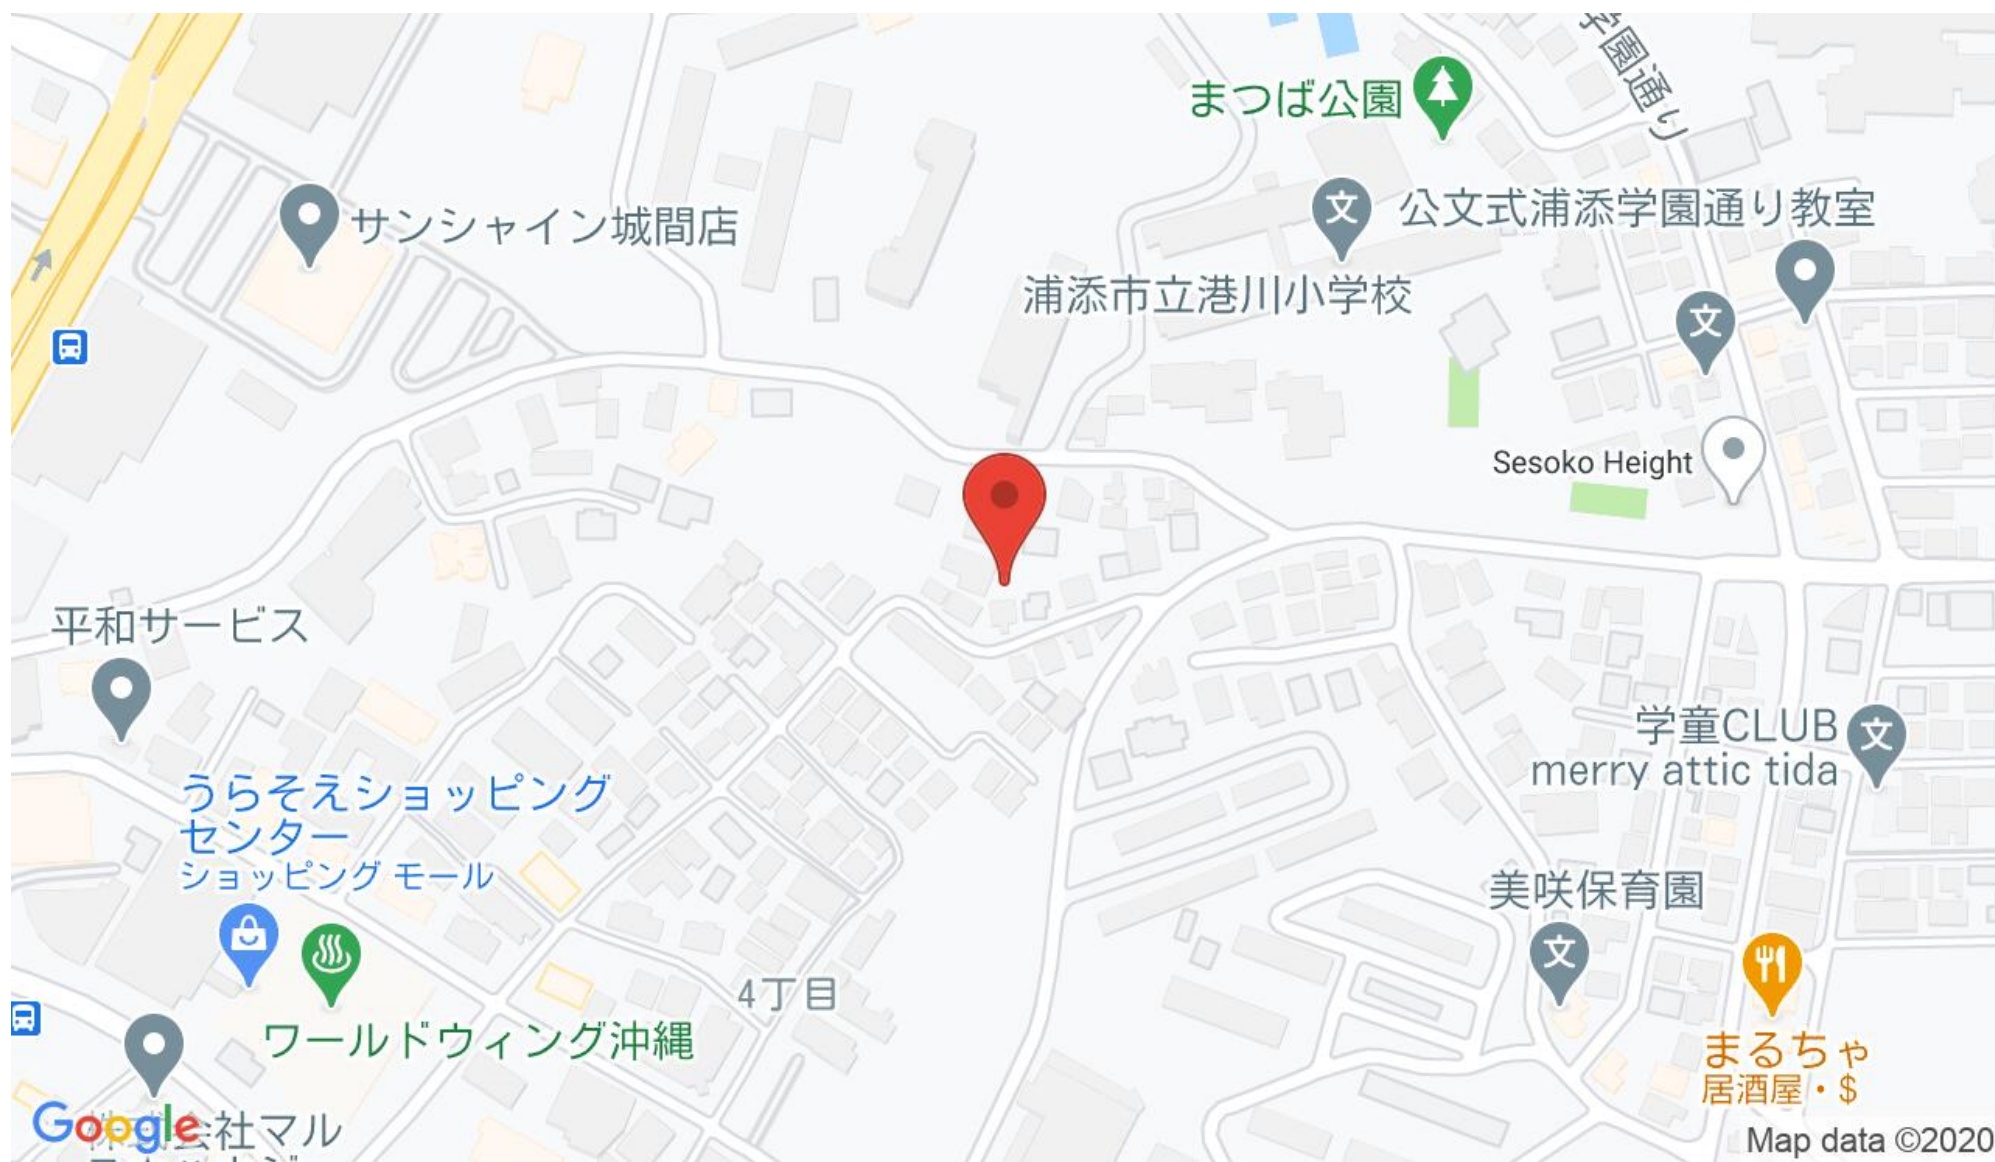 学園通り
まつば公園
公文式浦添学園通り教室
サンシャイン城間店
浦添市立港川小学校
Sesoko Height
平和サービス
学童CLUB
merry attic tida
うらそえショッピング
センター
ショッピング モール
美咲保育園
4丁目
ワールドウィング沖縄
まるちゃ
居酒屋・$
Google
株式会社マル
Map data ©2020